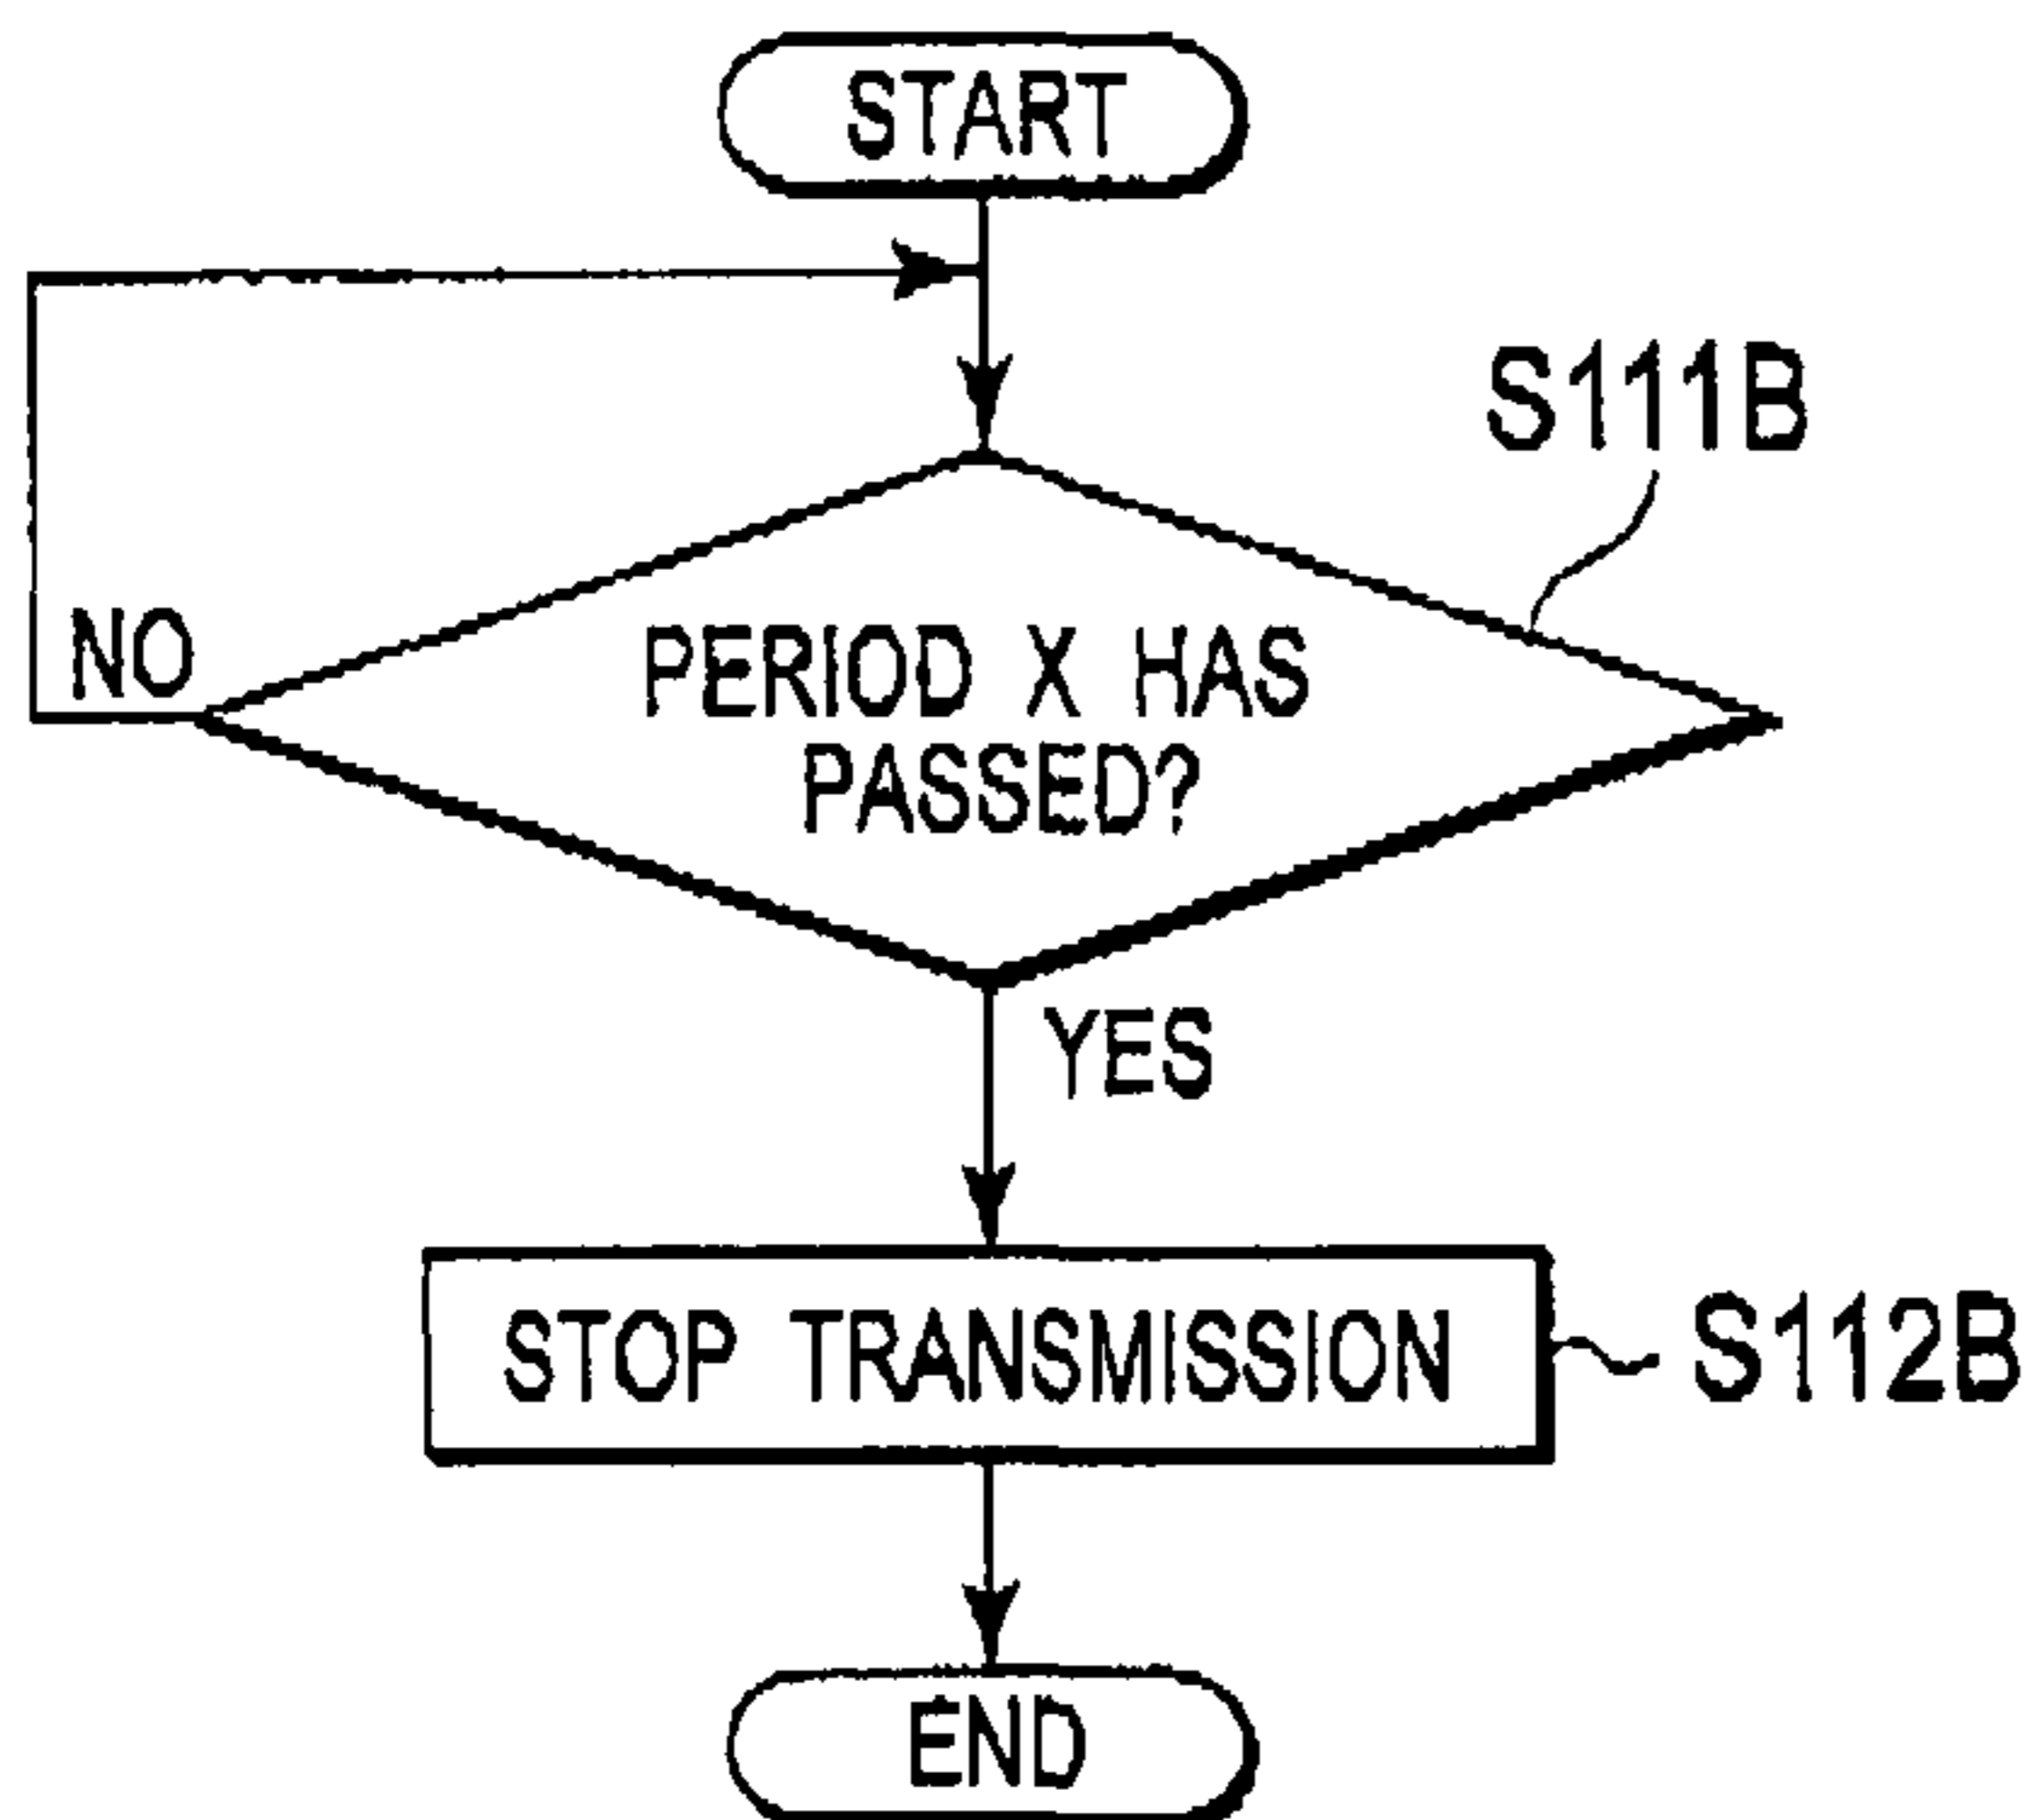 START
S111B
NO
PERIOD X HAS
PASSED?
YES
STOP TRANSMISSION
S112B
END